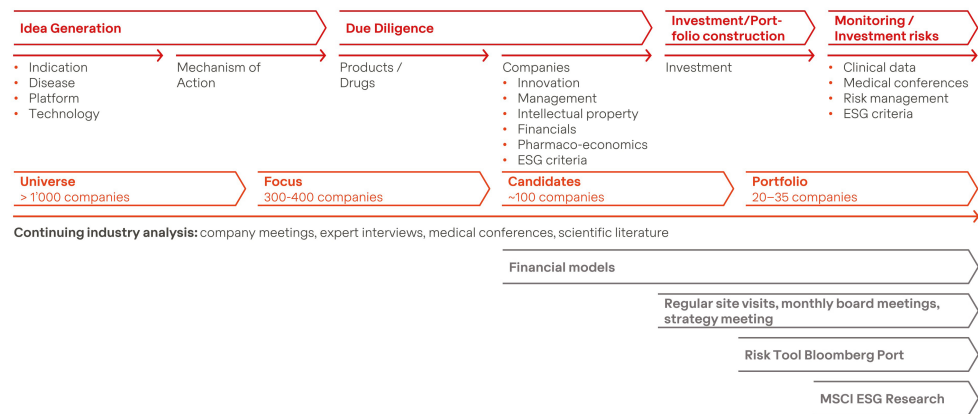 Idea Generation
Due Diligence
Investment/Port-
folio construction
Monitoring /
Investment risks
• Indication
• Disease
• Platform
• Technology
Mechanism of
Action
Products /
Drugs
Companies
• Innovation
• Management
• Intellectual property
• Financials
• Pharmaco-economics
• ESG criteria
Investment
• Clinical data
• Medical conferences
• Risk management
• ESG criteria
Universe
> 1’000 companies
Focus
300-400 companies
Candidates
~100 companies
Portfolio
20–35 companies
Continuing industry analysis: company meetings, expert interviews, medical conferences, scientific literature
Financial models
Regular site visits, monthly board meetings,
strategy meeting
Risk Tool Bloomberg Port
MSCI ESG Research